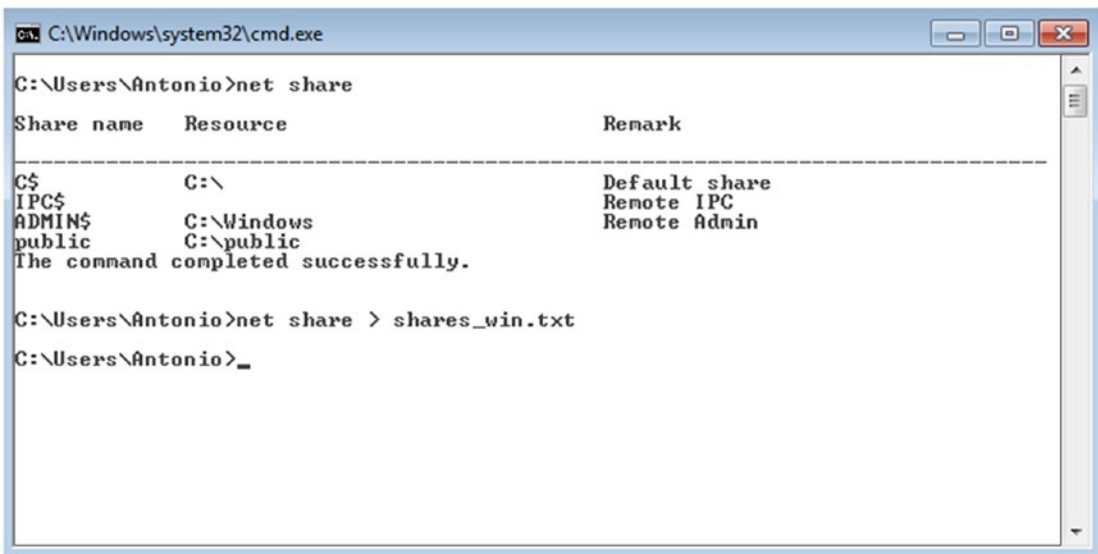 C:\Windows\system32\cmd.exe
C:\Users\Antonio>net share
Share name Resource Remark
C$ C:\ Default share
IPC$ Remote IPC
ADMIN$ C:\Windows Remote Admin
public C:\public
The command completed successfully.
C:\Users\Antonio>net share > shares_win.txt
C:\Users\Antonio>_